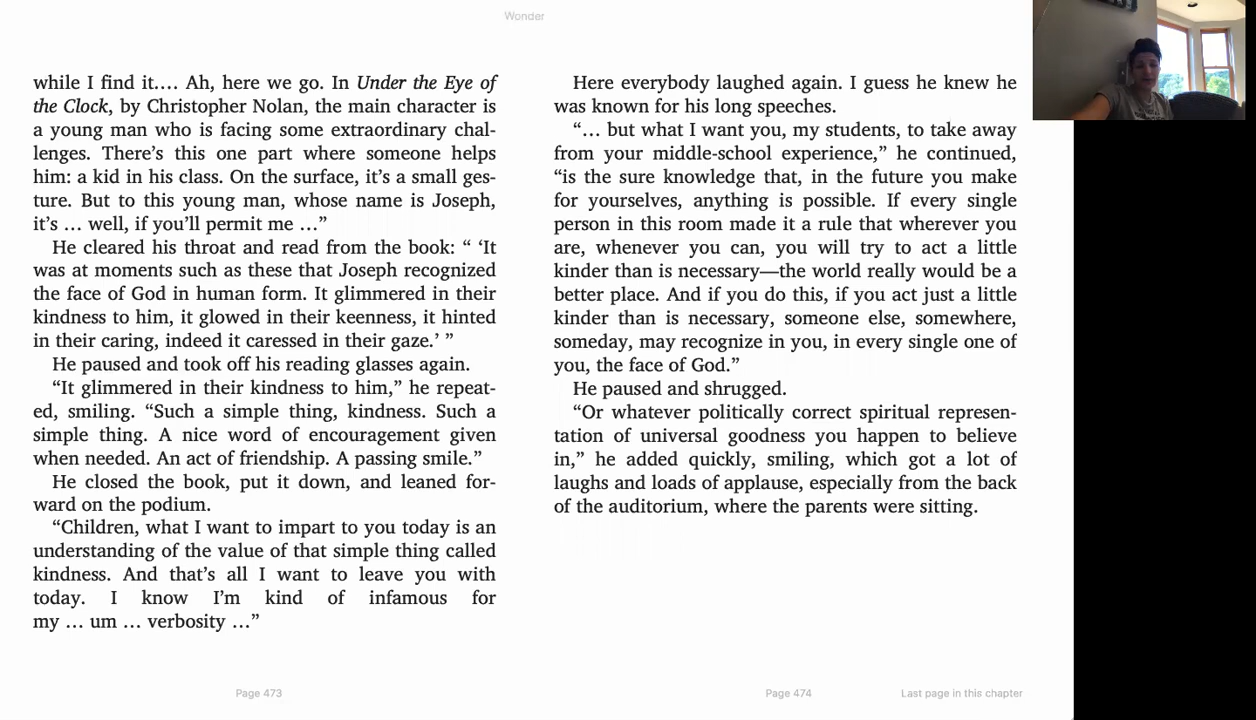 Wonder
while I find it…. Ah, here we go. In Under the Eye of
the Clock, by Christopher Nolan, the main character is
a young man who is facing some extraordinary chal-
lenges. There’s this one part where someone helps
him: a kid in his class. On the surface, it’s a small ges-
ture. But to this young man, whose name is Joseph,
it’s … well, if you’ll permit me …”
He cleared his throat and read from the book: “ ‘It
was at moments such as these that Joseph recognized
the face of God in human form. It glimmered in their
kindness to him, it glowed in their keenness, it hinted
in their caring, indeed it caressed in their gaze.’ ”
He paused and took off his reading glasses again.
“It glimmered in their kindness to him,” he repeat-
ed, smiling. “Such a simple thing, kindness. Such a
simple thing. A nice word of encouragement given
when needed. An act of friendship. A passing smile.”
He closed the book, put it down, and leaned for-
ward on the podium.
“Children, what I want to impart to you today is an
understanding of the value of that simple thing called
kindness. And that’s all I want to leave you with
today. I know I’m kind of infamous for
my … um … verbosity …”
Page 473
Here everybody laughed again. I guess he knew he
was known for his long speeches.
“… but what I want you, my students, to take away
from your middle-school experience,” he continued,
“is the sure knowledge that, in the future you make
for yourselves, anything is possible. If every single
person in this room made it a rule that wherever you
are, whenever you can, you will try to act a little
kinder than is necessary—the world really would be a
better place. And if you do this, if you act just a little
kinder than is necessary, someone else, somewhere,
someday, may recognize in you, in every single one of
you, the face of God.”
He paused and shrugged.
“Or whatever politically correct spiritual represen-
tation of universal goodness you happen to believe
in,” he added quickly, smiling, which got a lot of
laughs and loads of applause, especially from the back
of the auditorium, where the parents were sitting.
Page 474
Last page in this chapter